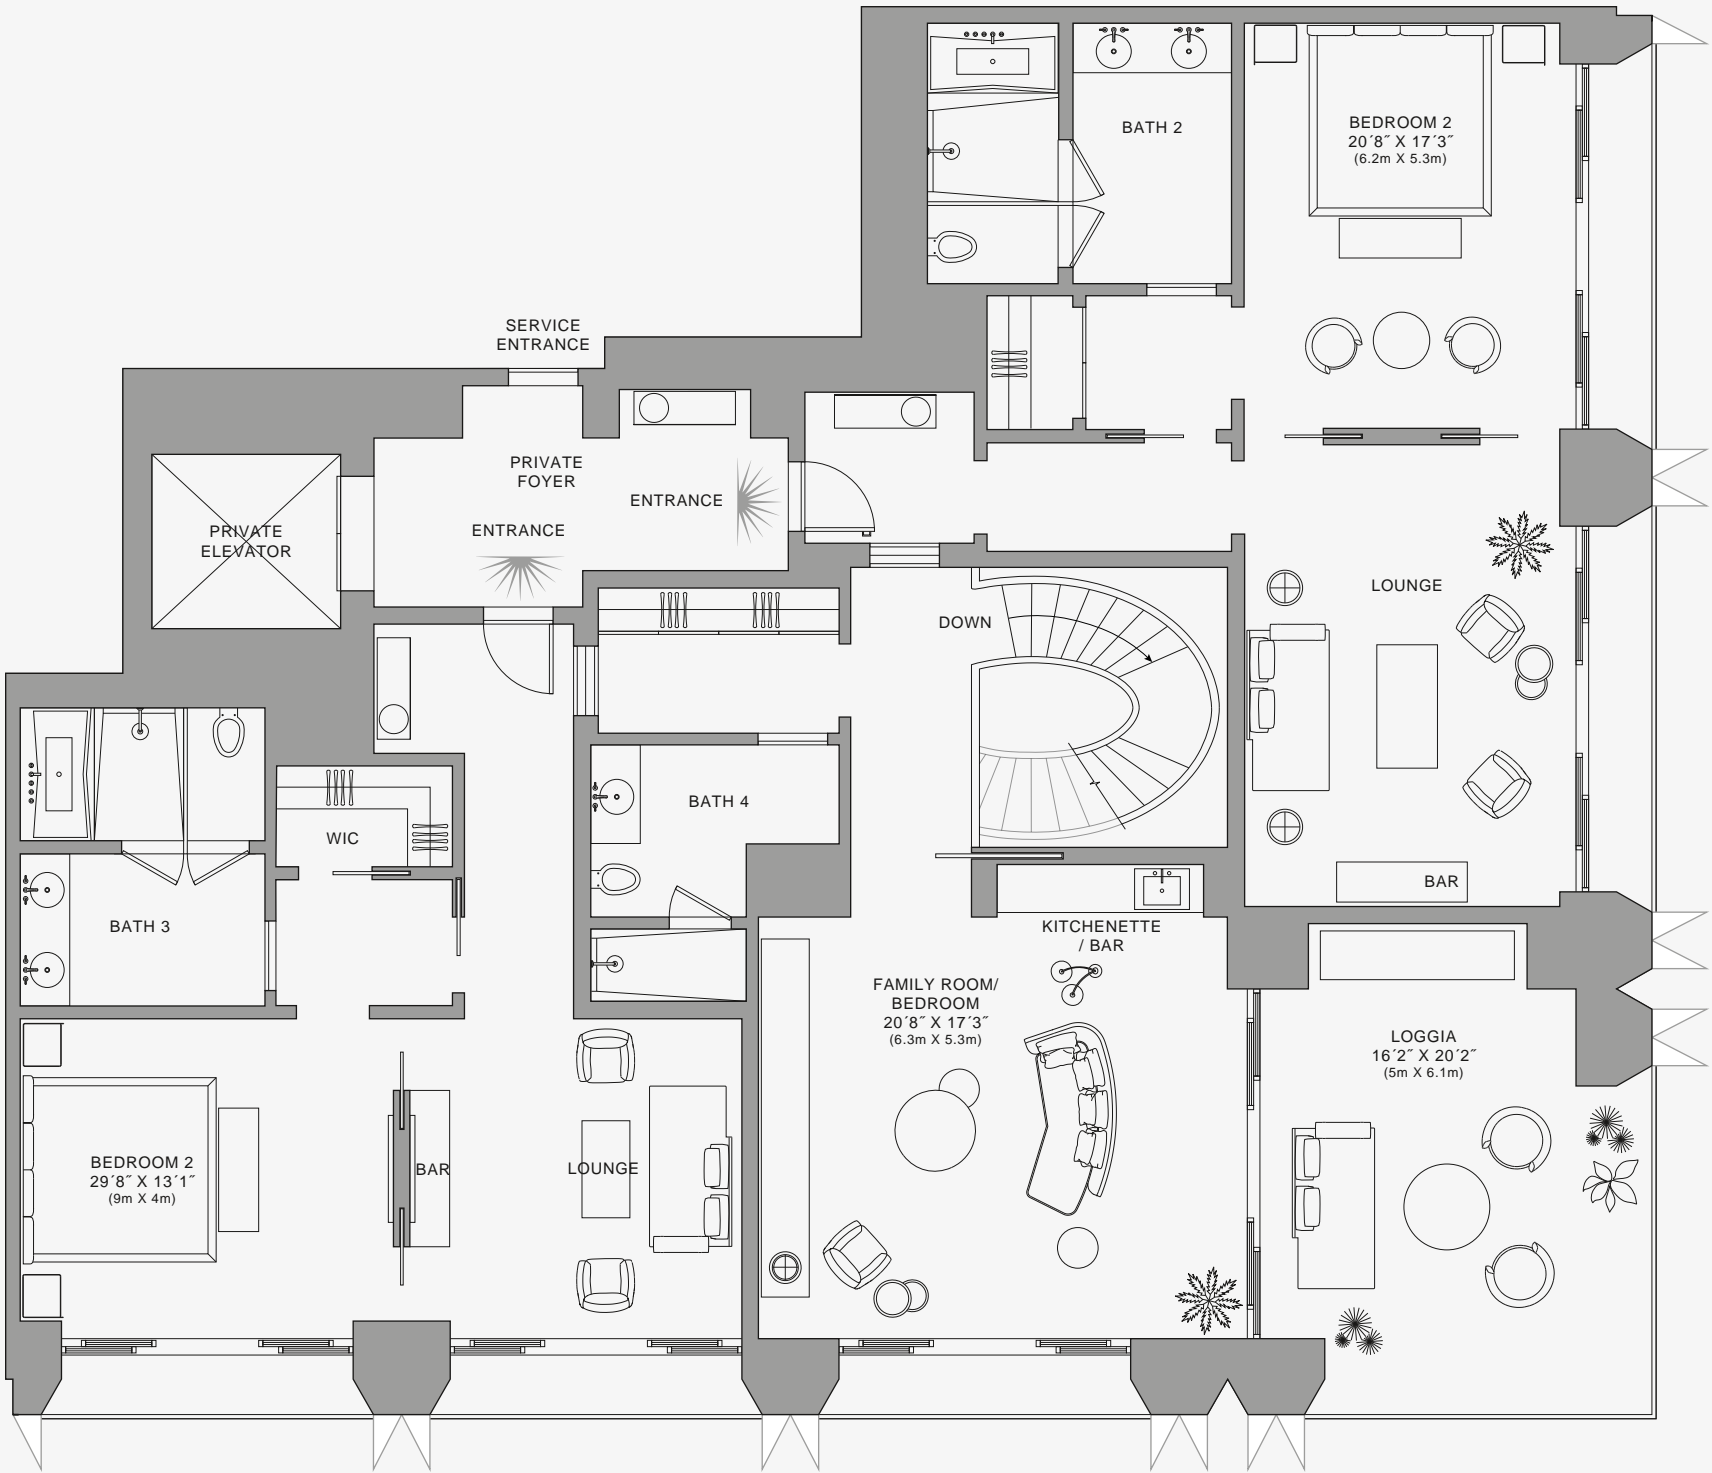 BATH 2
BEDROOM 2
20´8˝ X 17´3˝
(6.2m X 5.3m)
SERVICE
ENTRANCE
PRIVATE
FOYER
ENTRANCE
ENTRANCE
PRIVATE
ELEVATOR
LOUNGE
DOWN
BATH 4
WIC
BAR
BATH 3
KITCHENETTE
/ BAR
FAMILY ROOM/
BEDROOM
20´8˝ X 17´3˝
(6.3m X 5.3m)
LOGGIA
16´2˝ X 20´2˝
(5m X 6.1m)
BEDROOM 2
29´8˝ X 13´1˝
(9m X 4m)
BAR
LOUNGE